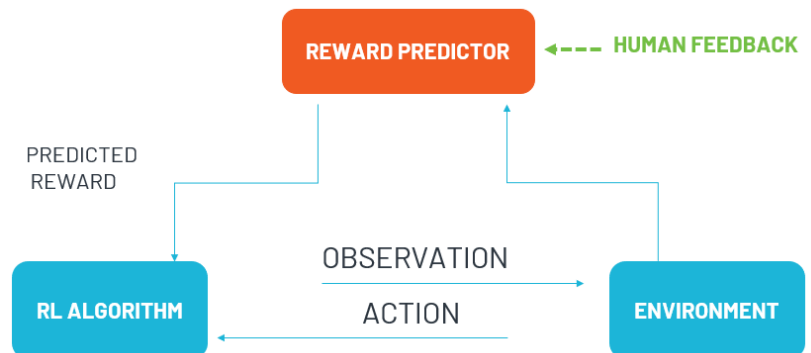 REWARD PREDICTOR
HUMAN FEEDBACK
PREDICTED
REWARD
OBSERVATION
RL ALGORITHM
ACTION
ENVIRONMENT